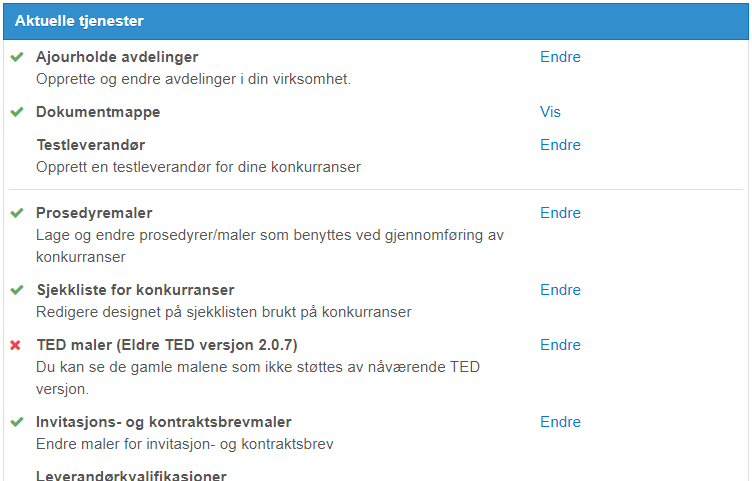 Aktuelle tjenester
Ajourholde avdelinger Endre
Opprette og endre avdelinger i din virksomhet.
Dokumentmappe Vis
Testleverandør Endre
Opprett en testleverandør for dine konkurranser
Prosedyremaler Endre
Lage og endre prosedyrer/maler som benyttes ved gjennomføring av
konkurranser
Sjekkliste for konkurranser Endre
Redigere designet på sjekklisten brukt på konkurranser
TED maler (Eldre TED versjon 2.0.7) Endre
Du kan se de gamle malene som ikke støttes av nåværende TED
versjon.
Invitasjons- og kontraktsbrevmaler Endre
Endre maler for invitasjon- og kontraktsbrev
Leverandørkvalifikasjoner